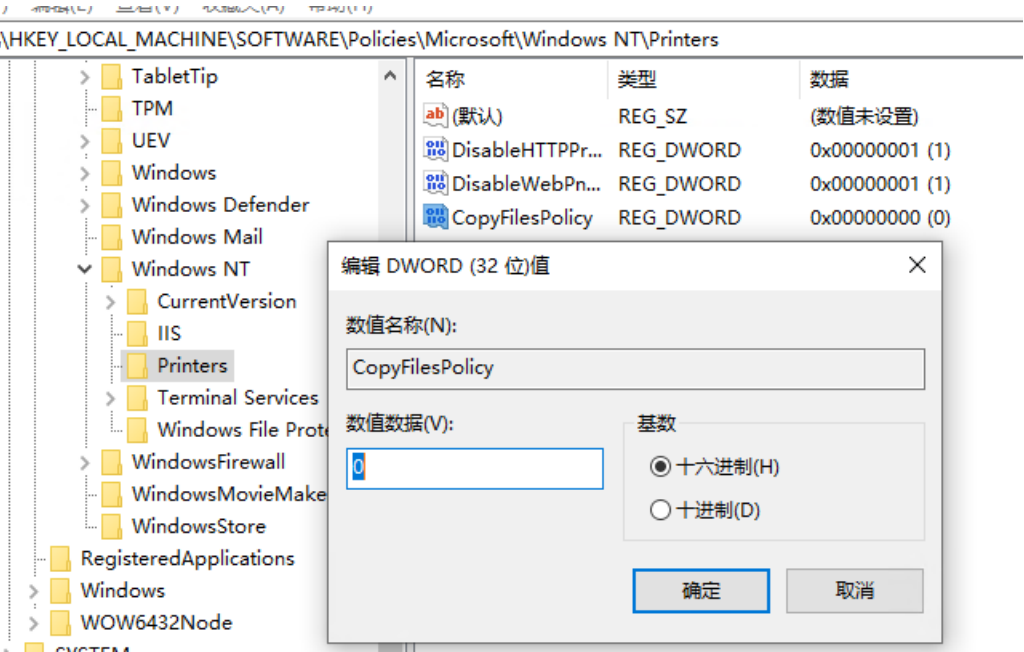 \HKEY_LOCAL_MACHINE\SOFTWARE\Policies\Microsoft\Windows NT\Printers
TabletTip
TPM
UEV
Windows
Windows Defender
Windows Mail
Windows NT
CurrentVersion
IIS
Printers
Terminal Services
Windows File Prote
WindowsFirewall
WindowsMovieMake
WindowsStore
RegisteredApplications
Windows
WOW6432Node
SYSTEM
名称 类型 数据
(默认) REG_SZ (数值未设置)
DisableHTTPPr... REG_DWORD 0x00000001 (1)
DisableWebPn... REG_DWORD 0x00000001 (1)
CopyFilesPolicy REG_DWORD 0x00000000 (0)
编辑 DWORD (32 位)值
数值名称(N):
CopyFilesPolicy
数值数据(V): 基数
0
十六进制(H)
十进制(D)
确定 取消